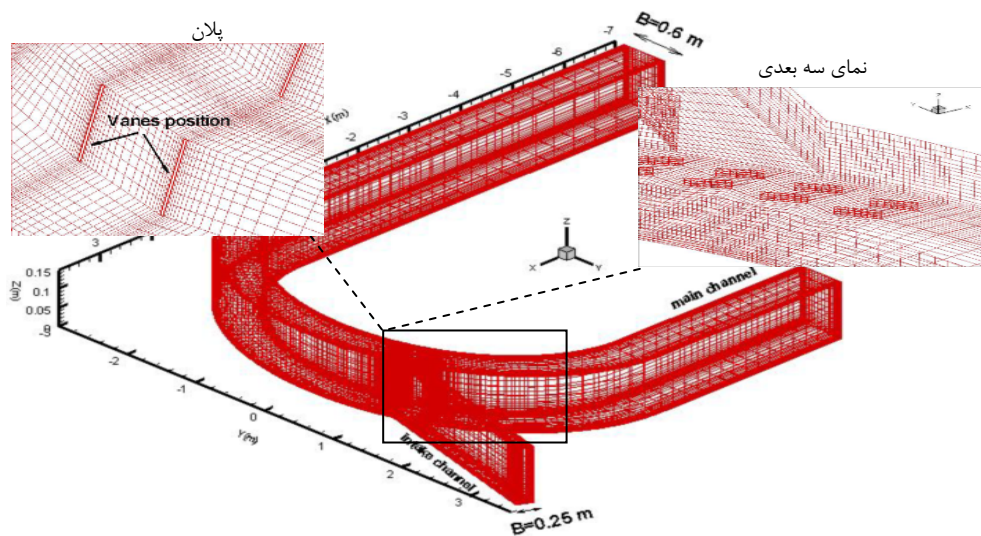 پلان
B=0.6 m
نمای سه بعدی
Vanes position
-7
-6
-5
-4
-3
-2
X(m)
3
Z
X
Y
main channel
0.15
0.1
0.05
0
Z(m)
-3
-2
-1
0
1
2
3
Y(m)
intake channel
B=0.25 m